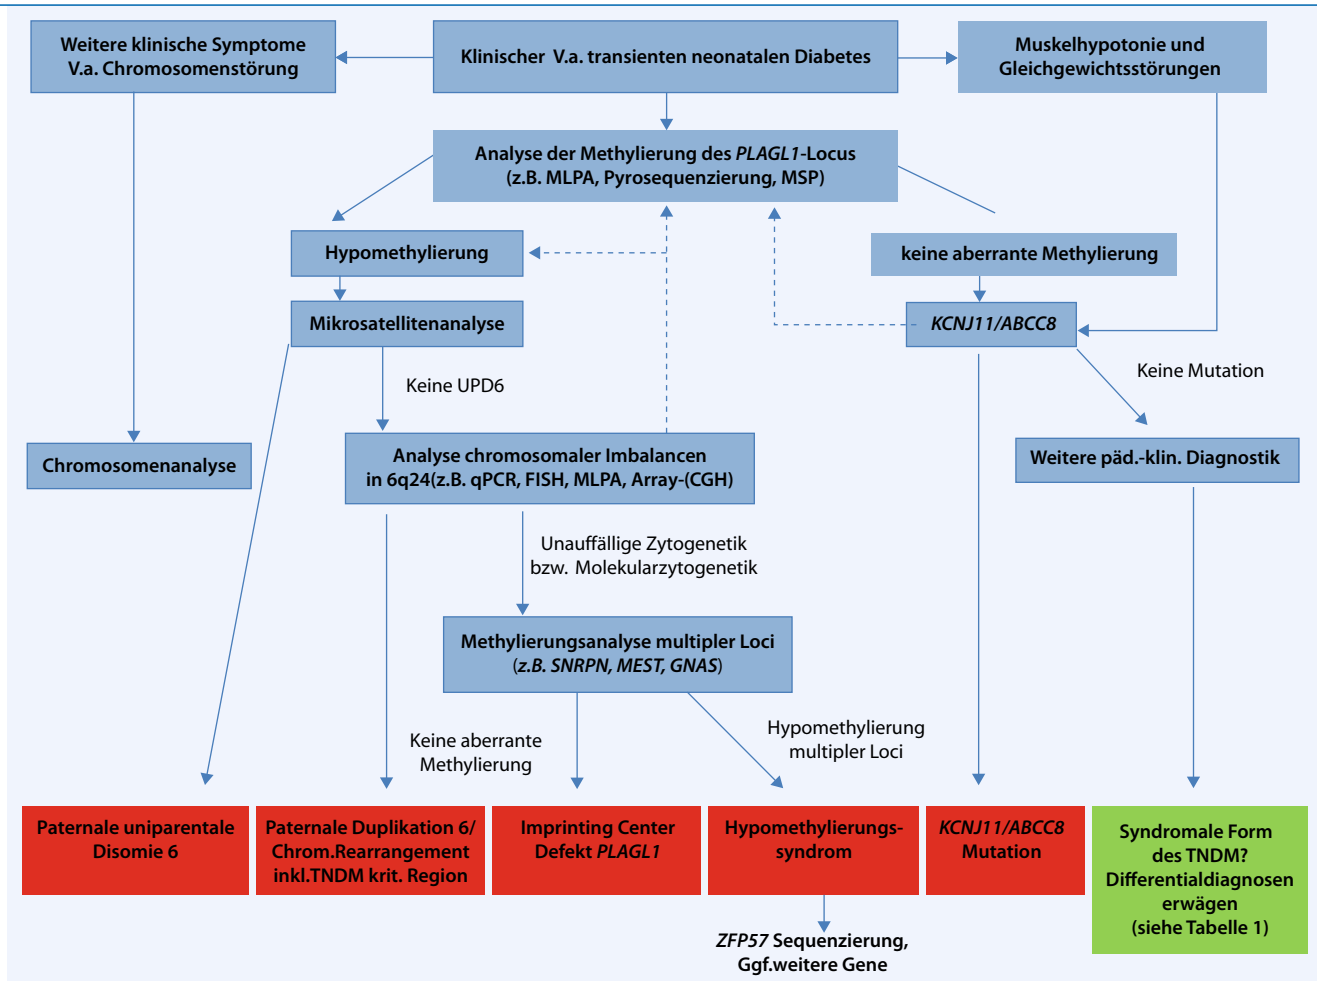 Weitere klinische Symptome
V.a. Chromosomenstörung
Klinischer V.a. transienten neonatalen Diabetes
Muskelhypotonie und
Gleichgewichtsstörungen
Analyse der Methylierung des PLAGL1-Locus
(z.B. MLPA, Pyrosequenzierung, MSP)
Hypomethylierung
keine aberrante Methylierung
Mikrosatellitenanalyse
KCNJ11/ABCC8
Keine UPD6
Keine Mutation
Chromosomenanalyse
Analyse chromosomaler Imbalancen
in 6q24(z.B. qPCR, FISH, MLPA, Array-(CGH)
Weitere päd.-klin. Diagnostik
Unauffällige Zytogenetik
bzw. Molekularzytogenetik
Methylierungsanalyse multipler Loci
(z.B. SNRPN, MEST, GNAS)
Keine aberrante
Methylierung
Hypomethylierung
multipler Loci
Paternale uniparentale
Disomie 6
Paternale Duplikation 6/
Chrom.Rearrangement
inkl.TNDM krit. Region
Imprinting Center
Defekt PLAGL1
Hypomethylierungs-
syndrom
KCNJ11/ABCC8
Mutation
Syndromale Form
des TNDM?
Differentialdiagnosen
erwägen
(siehe Tabelle 1)
ZFP57 Sequenzierung,
Ggf.weitere Gene